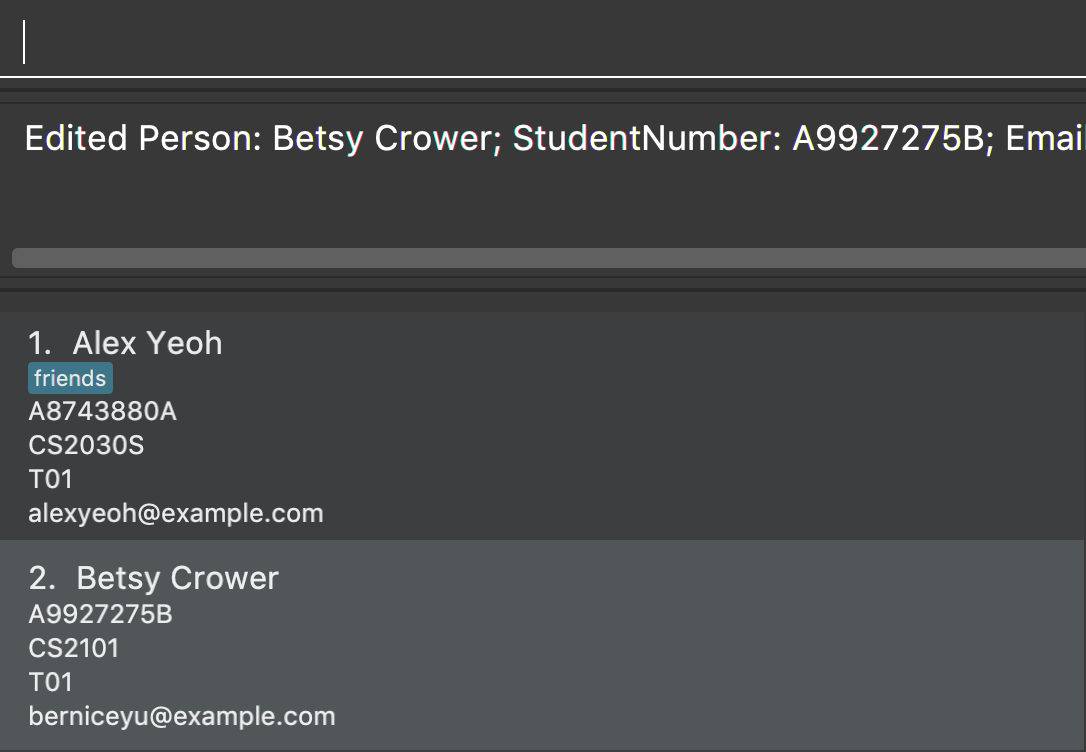 Edited Person: Betsy Crower; StudentNumber: A9927275B; Email
1. Alex Yeoh
friends
A8743880A
CS2030S
T01
alexyeoh@example.com
2. Betsy Crower
A9927275B
CS2101
T01
berniceyu@example.com